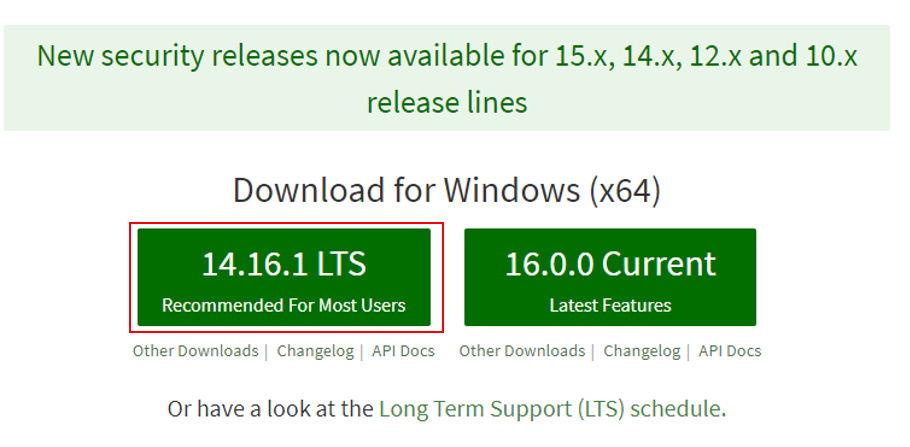 New security releases now available for 15.x, 14.x, 12.x and 10.x
release lines
Download for Windows (x64)
14.16.1 LTS
Recommended For Most Users
16.0.0 Current
Latest Features
Other Downloads | Changelog | API Docs
Other Downloads | Changelog | API Docs
Or have a look at the Long Term Support (LTS) schedule.